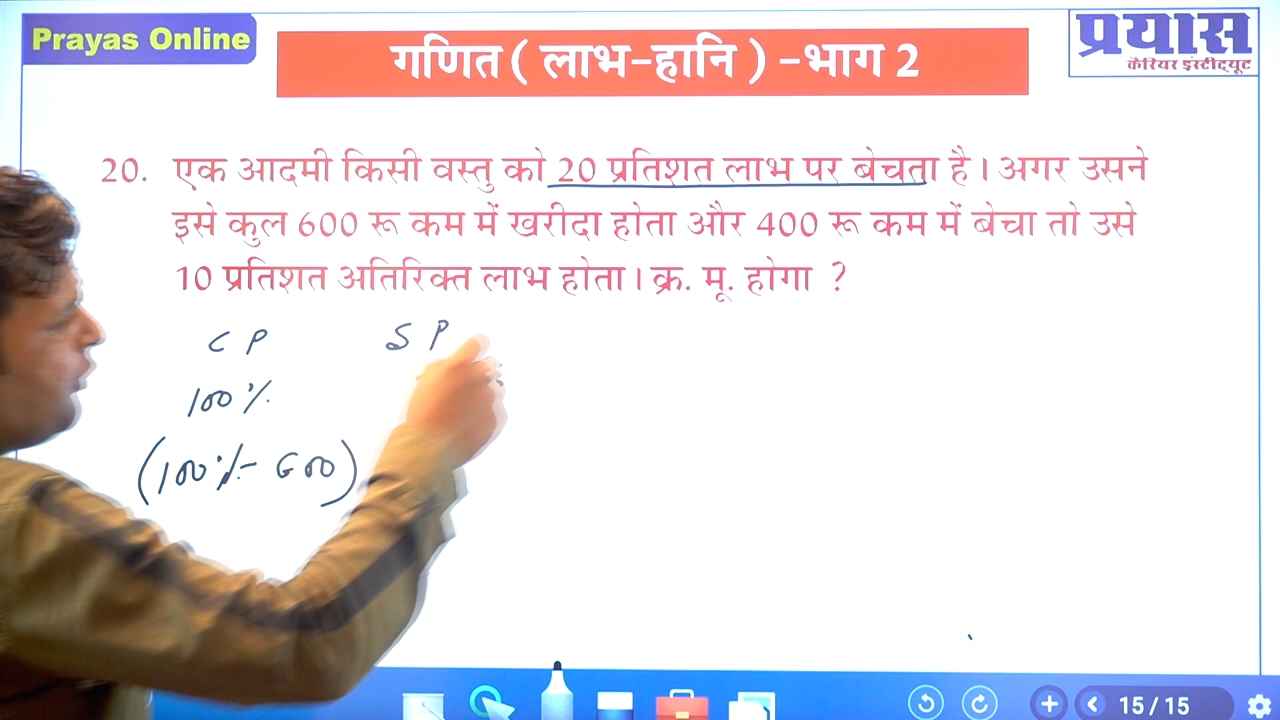 Prayas Online
गणित ( लाभ-हानि ) -भाग 2
प्रयास
केरियर इंस्टीट्यूट
20. एक आदमी किसी वस्तु को 20 प्रतिशत लाभ पर बेचता है। अगर उसने
इसे कुल 600 रू कम में खरीदा होता और 400 रू कम में बेचा तो उसे
10 प्रतिशत अतिरिक्त लाभ होता। क्र. मू. होगा ?
CP SP
100%
(100%- 600)
15 / 15